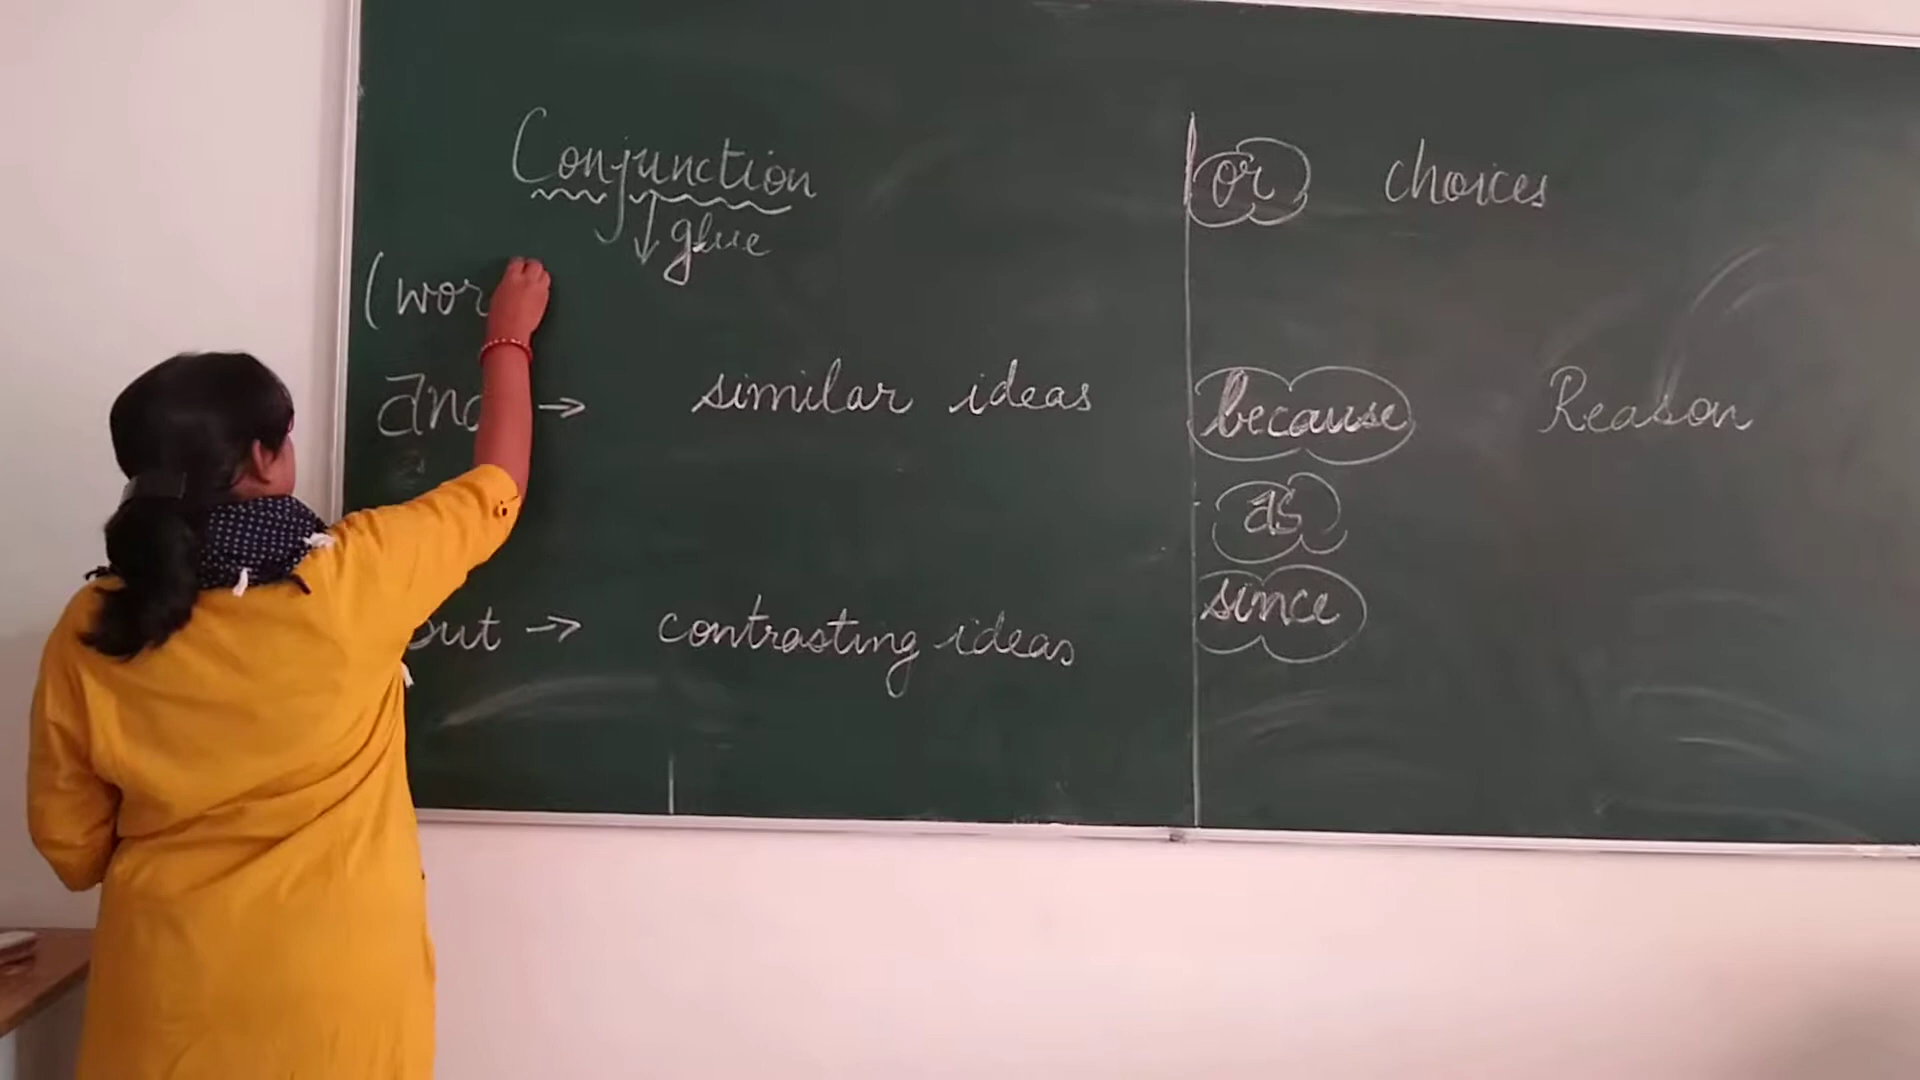 Conjunction
↓ glue
(wor
And → similar ideas
but → contrasting ideas
or choices
because Reason
as
since